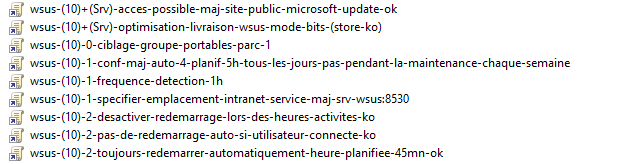 wsus-(10)+(Srv)-acces-possible-maj-site-public-microsoft-update-ok
wsus-(10)+(Srv)-optimisation-livraison-wsus-mode-bits-(store-ko)
wsus-(10)-0-ciblage-groupe-portables-parc-1
wsus-(10)-1-conf-maj-auto-4-planif-5h-tous-les-jours-pas-pendant-la-maintenance-chaque-semaine
wsus-(10)-1-frequence-detection-1h
wsus-(10)-1-specifier-emplacement-intranet-service-maj-srv-wsus:8530
wsus-(10)-2-desactiver-redemarrage-lors-des-heures-activites-ko
wsus-(10)-2-pas-de-redemarrage-auto-si-utilisateur-connecte-ko
wsus-(10)-2-toujours-redemarrer-automatiquement-heure-planifiee-45mn-ok